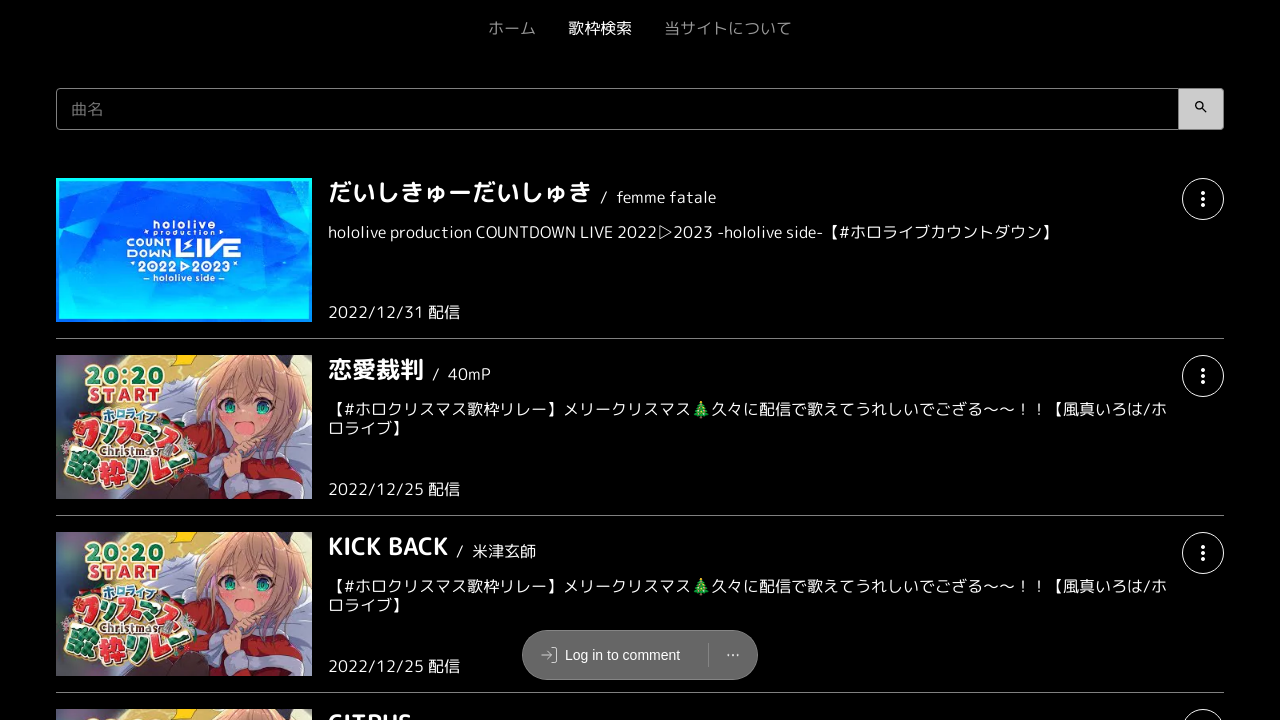 ホーム 歌枠検索 当サイトについて
曲名
hololive
production
COUNT
DOWN LIVE
2022▷2023
– hololive side –
だいしきゅーだいしゅき / femme fatale
hololive production COUNTDOWN LIVE 2022▷2023 -hololive side-【#ホロライブカウントダウン】
2022/12/31 配信
20:20
START
ホロライブ
クリスマス
Christmas
歌枠リレー
恋愛裁判 / 40mP
【#ホロクリスマス歌枠リレー】メリークリスマス🎄久々に配信で歌えてうれしいでござる～～！！【風真いろは/ホ
ロライブ】
2022/12/25 配信
20:20
START
ホロライブ
クリスマス
Christmas
歌枠リレー
KICK BACK / 米津玄師
【#ホロクリスマス歌枠リレー】メリークリスマス🎄久々に配信で歌えてうれしいでござる～～！！【風真いろは/ホ
ロライブ】
2022/12/25 配信
Log in to comment
CITRUS